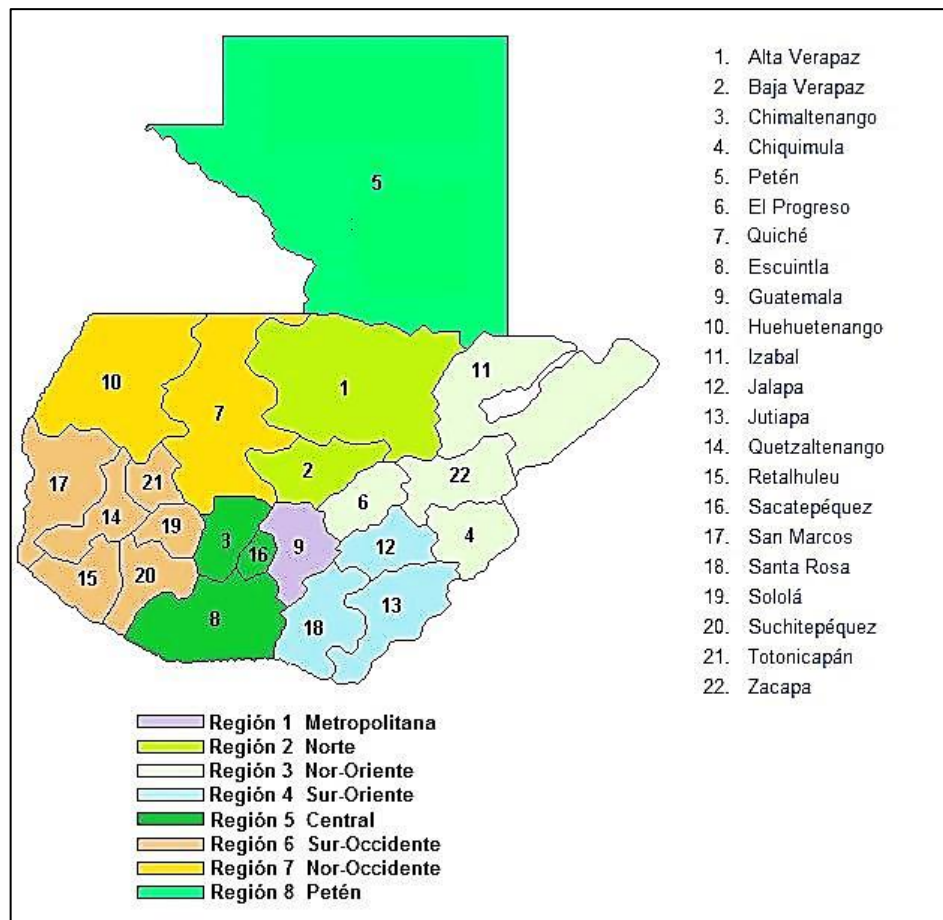 1. Alta Verapaz
2. Baja Verapaz
3. Chimaltenango
4. Chiquimula
5. Petén
6. El Progreso
7. Quiché
8. Escuintla
9. Guatemala
10. Huehuetenango
11. Izabal
12. Jalapa
13. Jutiapa
14. Quetzaltenango
15. Retalhuleu
16. Sacatepéquez
17. San Marcos
18. Santa Rosa
19. Sololá
20. Suchitepéquez
21. Totonicapán
22. Zacapa
5
11
10
1
7
22
2
17
21
6
14
19
4
3
16
9
12
15
20
13
8
18
Región 1 Metropolitana
Región 2 Norte
Región 3 Nor-Oriente
Región 4 Sur-Oriente
Región 5 Central
Región 6 Sur-Occidente
Región 7 Nor-Occidente
Región 8 Petén